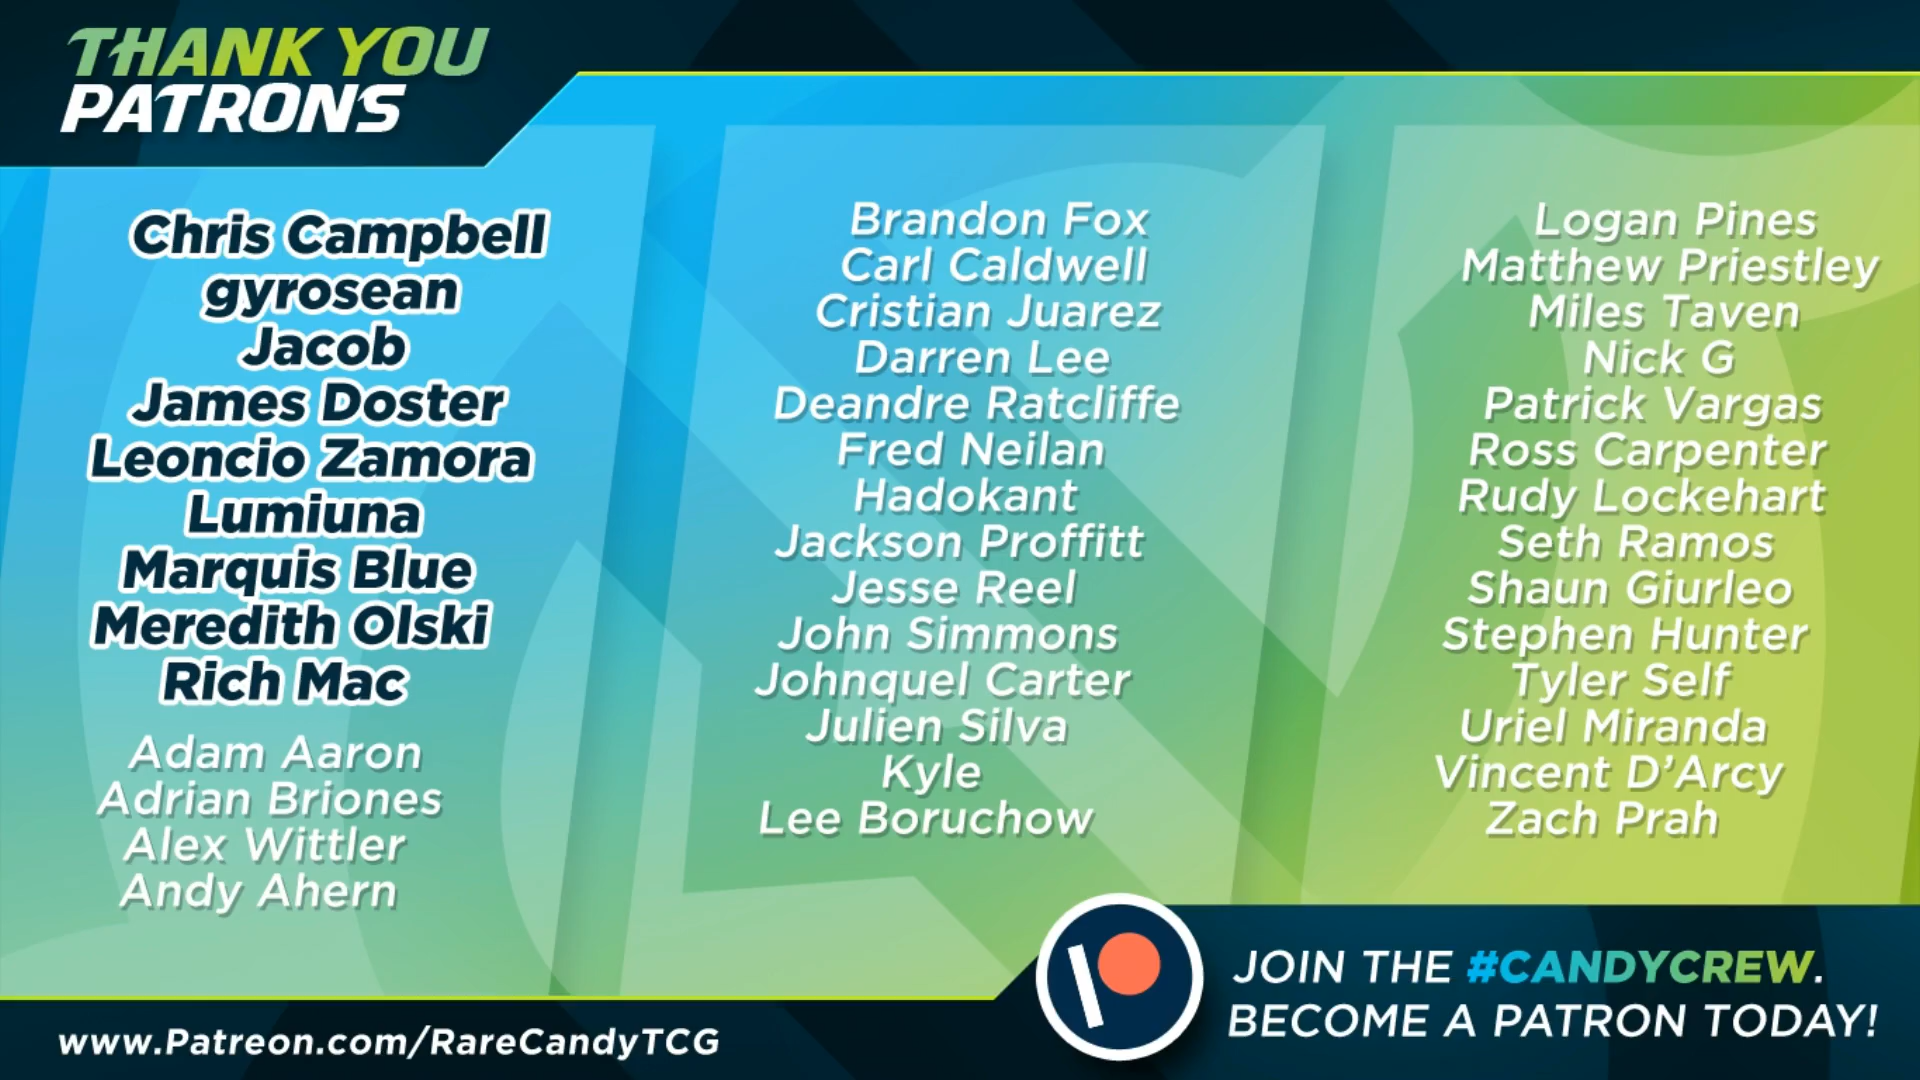 THANK YOU
PATRONS
Chris Campbell
gyrosean
Jacob
James Doster
Leoncio Zamora
Lumiuna
Marquis Blue
Meredith Olski
Rich Mac
Adam Aaron
Adrian Briones
Alex Wittler
Andy Ahern
Brandon Fox
Carl Caldwell
Cristian Juarez
Darren Lee
Deandre Ratcliffe
Fred Neilan
Hadokant
Jackson Proffitt
Jesse Reel
John Simmons
Johnquel Carter
Julien Silva
Kyle
Lee Boruchow
Logan Pines
Matthew Priestley
Miles Taven
Nick G
Patrick Vargas
Ross Carpenter
Rudy Lockehart
Seth Ramos
Shaun Giurleo
Stephen Hunter
Tyler Self
Uriel Miranda
Vincent D’Arcy
Zach Prah
www.Patreon.com/RareCandyTCG
JOIN THE #CANDYCREW.
BECOME A PATRON TODAY!